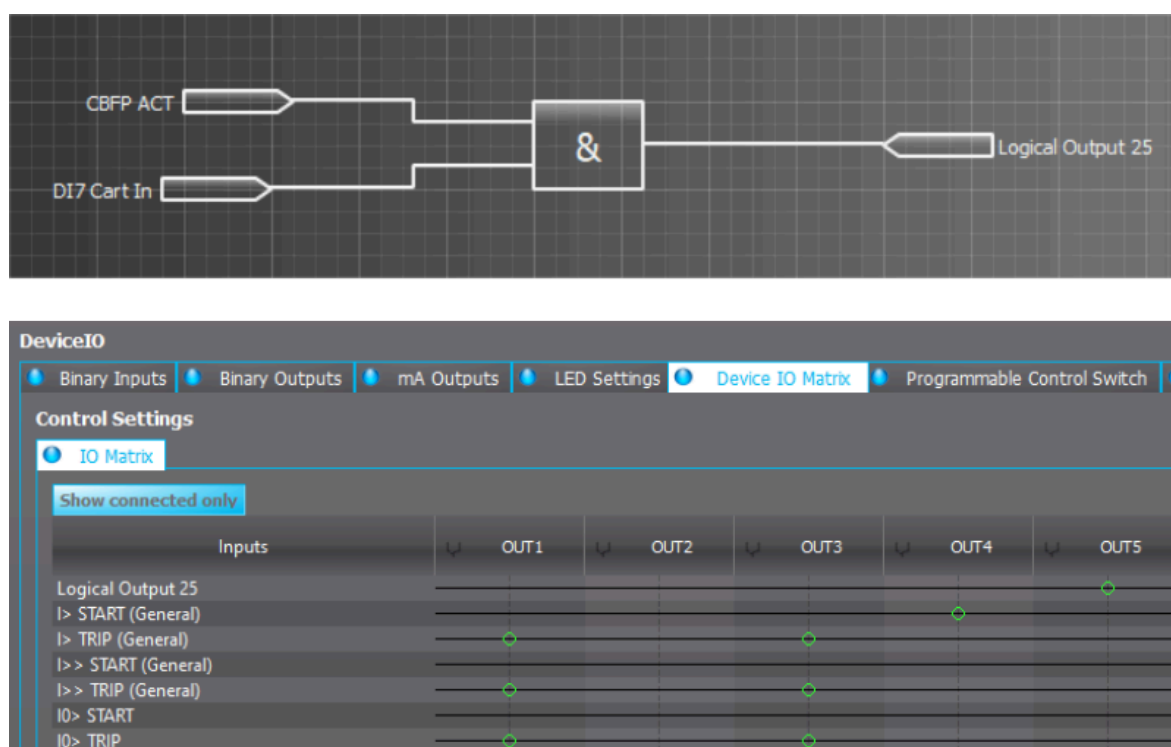 CBFP ACT
&
Logical Output 25
DI7 Cart In
DeviceIO
Binary Inputs Binary Outputs mA Outputs LED Settings Device IO Matrix Programmable Control Switch
Control Settings
IO Matrix
Show connected only
Inputs OUT1 OUT2 OUT3 OUT4 OUT5
Logical Output 25
I> START (General)
I> TRIP (General)
I>> START (General)
I>> TRIP (General)
I0> START
I0> TRIP